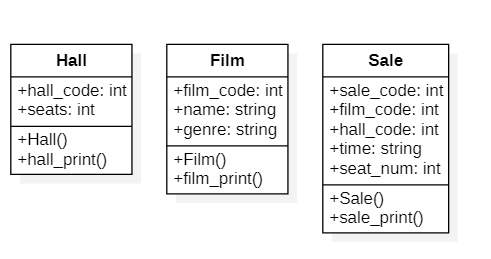 Hall
+hall_code: int
+seats: int
+Hall()
+hall_print()
Film
+film_code: int
+name: string
+genre: string
+Film()
+film_print()
Sale
+sale_code: int
+film_code: int
+hall_code: int
+time: string
+seat_num: int
+Sale()
+sale_print()